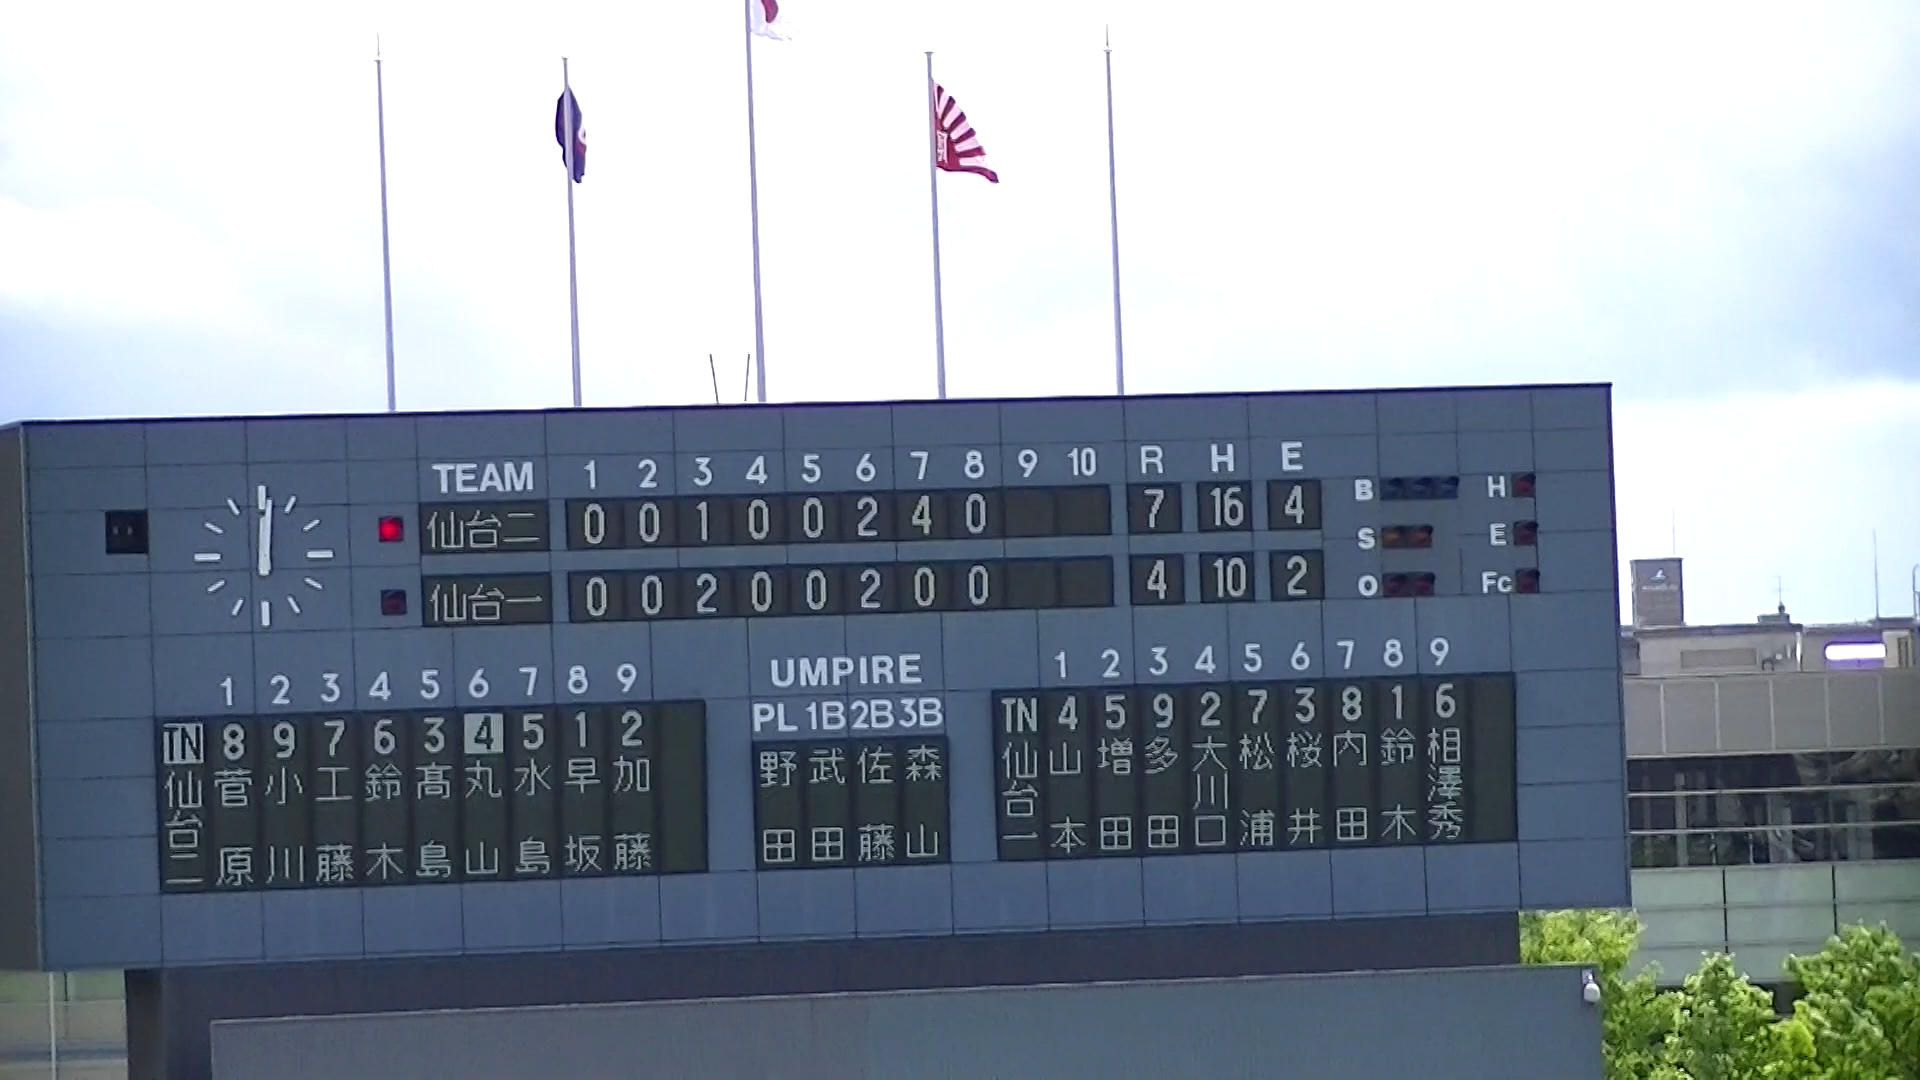 TEAM 1 2 3 4 5 6 7 8 9 10 R H E
仙台二 0 0 1 0 0 2 4 0 7 16 4
仙台一 0 0 2 0 0 2 0 0 4 10 2
B H
S E
O Fc
1 2 3 4 5 6 7 8 9
TN 8 9 7 6 3 4 5 1 2
仙台二 菅原 小川 工藤 鈴木 髙島 丸山 水島 早坂 加藤
UMPIRE
PL 1B 2B 3B
野田 武田 佐藤 森山
1 2 3 4 5 6 7 8 9
TN 4 5 9 2 7 3 8 1 6
仙台一 山本 増田 多田 大川口 松浦 桜井 内田 鈴木 相澤秀